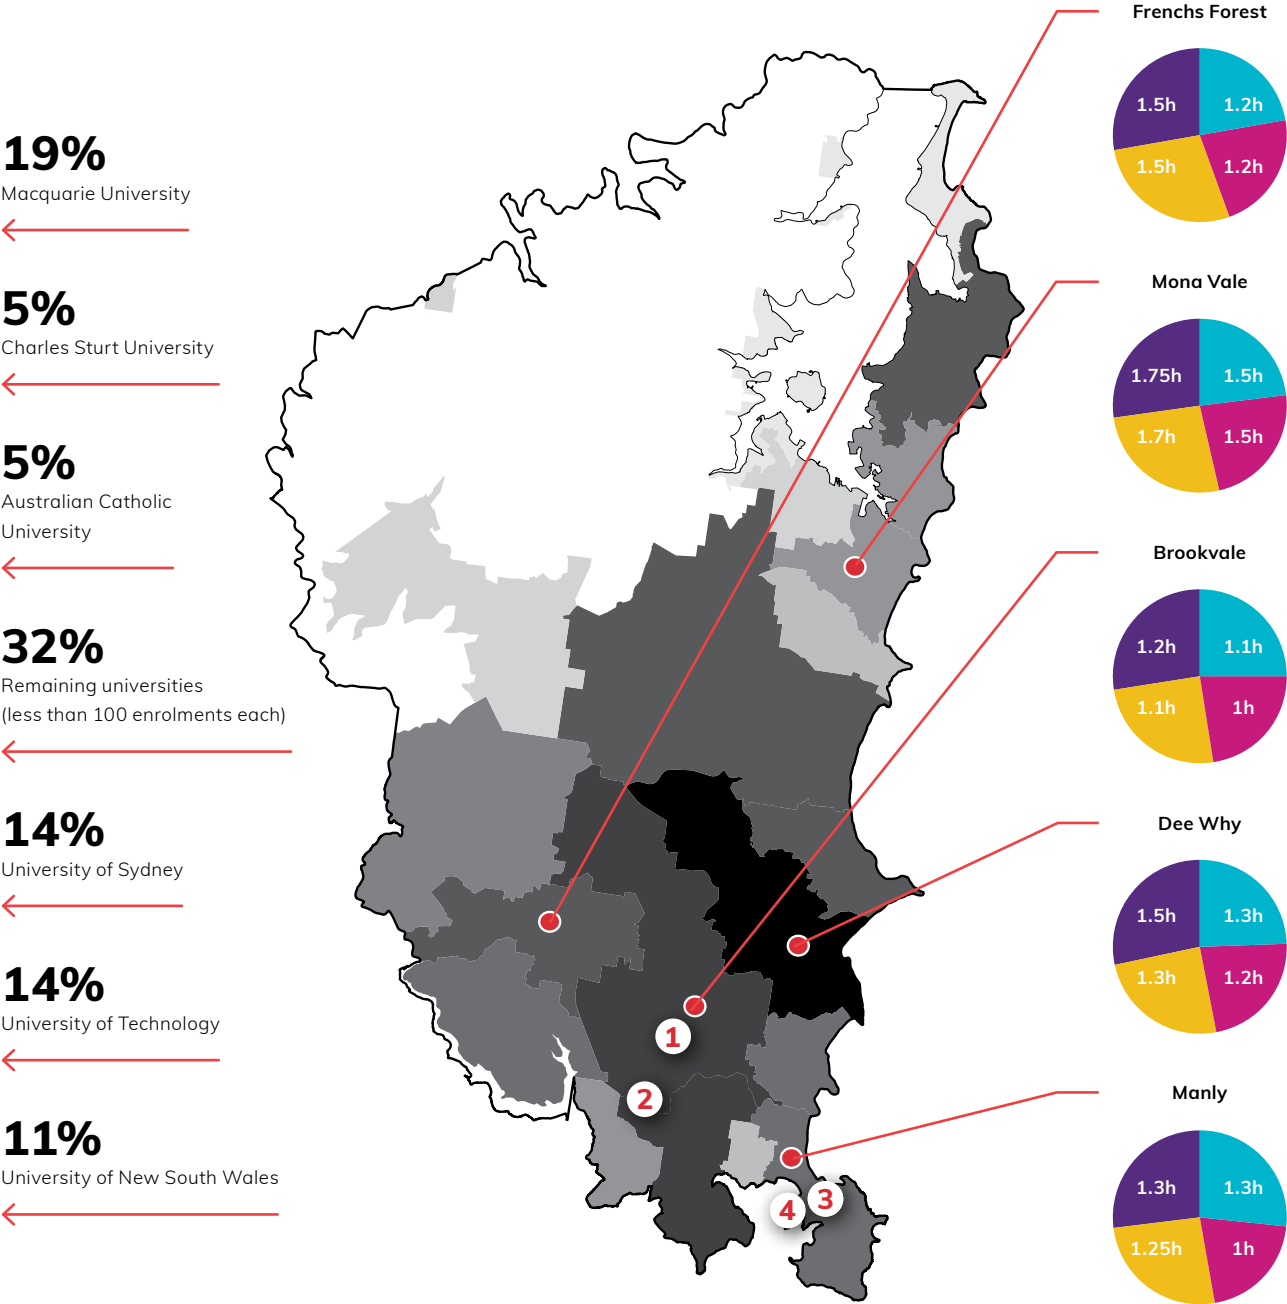 19%
Macquarie University
5%
Charles Sturt University
5%
Australian Catholic
University
32%
Remaining universities
(less than 100 enrolments each)
14%
University of Sydney
14%
University of Technology
11%
University of New South Wales
1
2
3
4
Frenchs Forest
1.5h
1.2h
1.5h
1.2h
Mona Vale
1.75h
1.5h
1.7h
1.5h
Brookvale
1.2h
1.1h
1.1h
1h
Dee Why
1.5h
1.3h
1.3h
1.2h
Manly
1.3h
1.3h
1.25h
1h